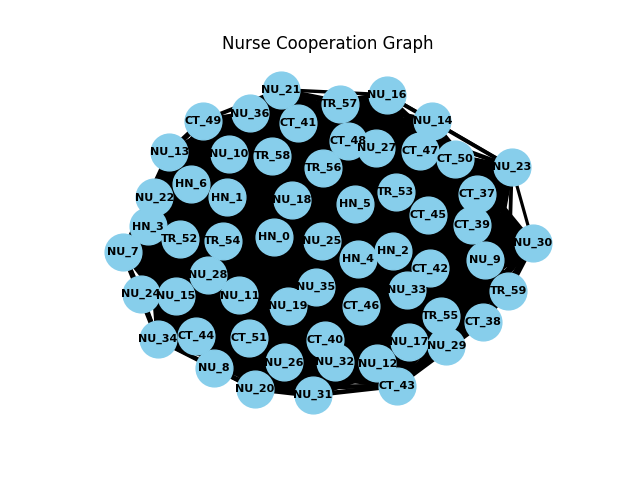 Nurse Cooperation Graph
NU_21
NU_16
TR_57
NU_36
CT_49
CT_41
NU_14
CT_48
NU_27
CT_47
NU_13
NU_10
TR_58
CT_50
NU_23
TR_56
HN_6
TR_53
CT_37
NU_22
HN_1
NU_18
HN_5
CT_45
HN_3
CT_39
TR_52
TR_54
HN_0
NU_25
NU_30
NU_7
HN_2
HN_4
NU_9
CT_42
NU_28
NU_35
NU_33
TR_59
NU_24
NU_15
NU_11
NU_19
CT_46
TR_55
CT_38
NU_34
CT_44
CT_51
CT_40
NU_17
NU_29
NU_26
NU_32
NU_12
NU_8
CT_43
NU_20
NU_31